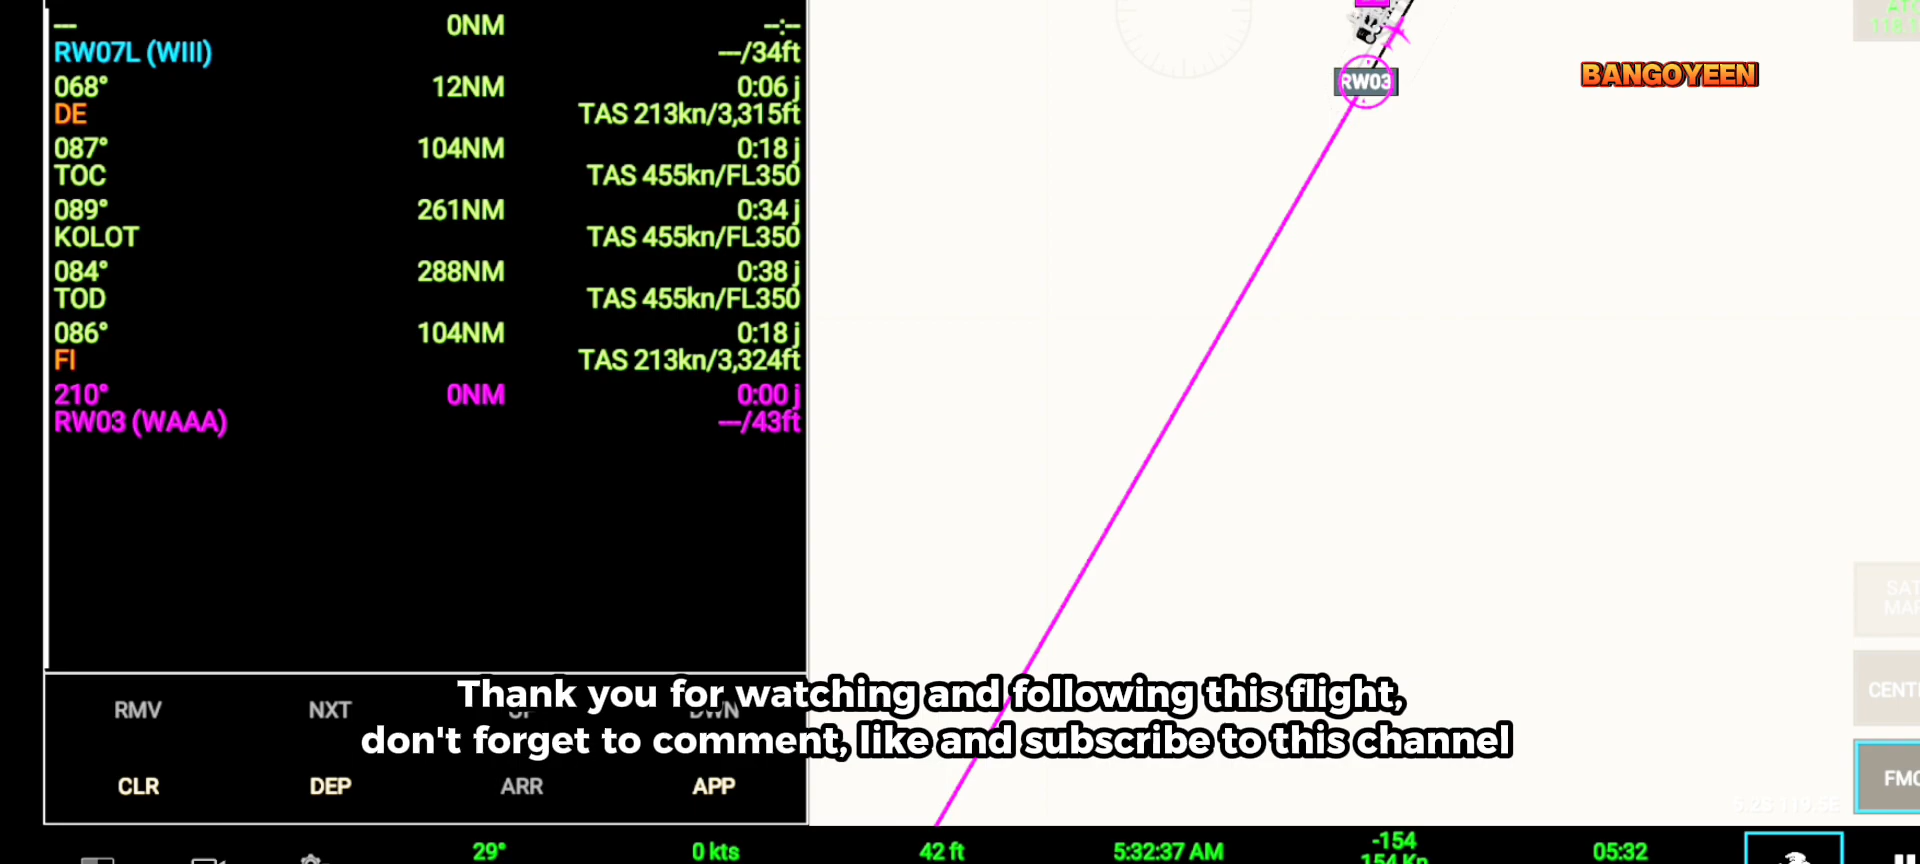 --- 0NM --:--
RW07L (WIII) ---/34ft
068° 12NM 0:06 j
DE TAS 213kn/3,315ft
087° 104NM 0:18 j
TOC TAS 455kn/FL350
089° 261NM 0:34 j
KOLOT TAS 455kn/FL350
084° 288NM 0:38 j
TOD TAS 455kn/FL350
086° 104NM 0:18 j
FI TAS 213kn/3,324ft
210° 0NM 0:00 j
RW03 (WAAA) ---/43ft
RW03
BANGOYEEN
RMV NXT DWN
Thank you for watching and following this flight,
don't forget to comment, like and subscribe to this channel
CLR DEP ARR APP
29° 0 kts 42 ft 5:32:37 AM -154 05:32
154 Kn